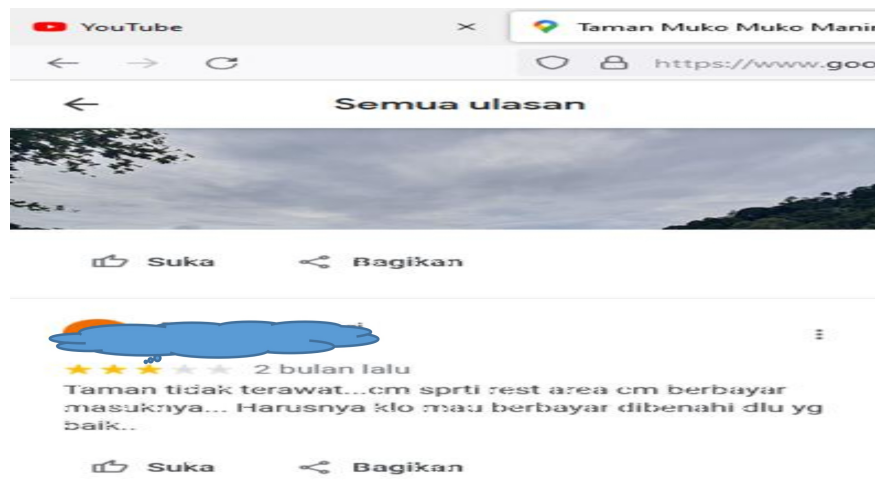 YouTube
Taman Muko Muko Manin
https://www.goo
Semua ulasan
Suka Bagikan
2 bulan lalu
Taman tidak terawat...cm sprti rest area cm berbayar
masuknya... Harusnya klo mau berbayar dibenahi dlu yg
baik..
Suka Bagikan